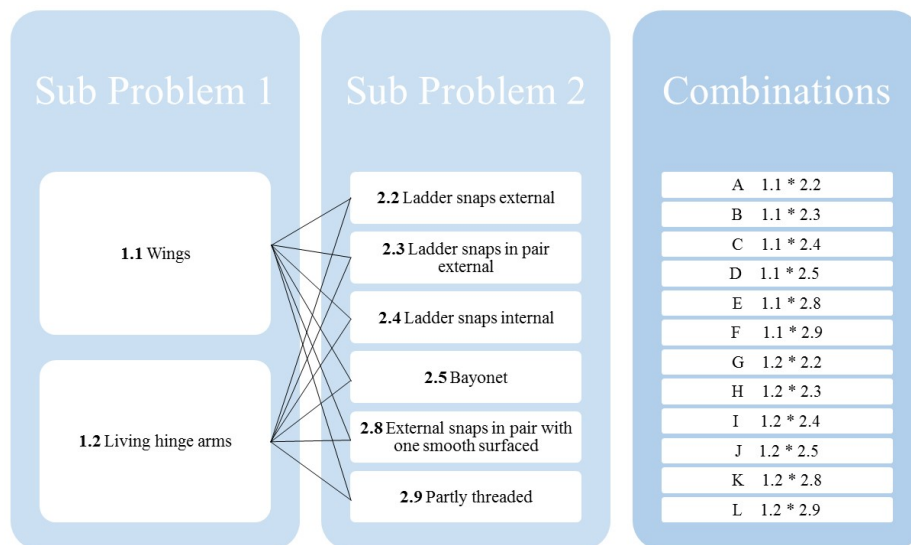 Sub Problem 1
1.1 Wings
1.2 Living hinge arms
Sub Problem 2
2.2 Ladder snaps external
2.3 Ladder snaps in pair
external
2.4 Ladder snaps internal
2.5 Bayonet
2.8 External snaps in pair with
one smooth surfaced
2.9 Partly threaded
Combinations
A 1.1 * 2.2
B 1.1 * 2.3
C 1.1 * 2.4
D 1.1 * 2.5
E 1.1 * 2.8
F 1.1 * 2.9
G 1.2 * 2.2
H 1.2 * 2.3
I 1.2 * 2.4
J 1.2 * 2.5
K 1.2 * 2.8
L 1.2 * 2.9